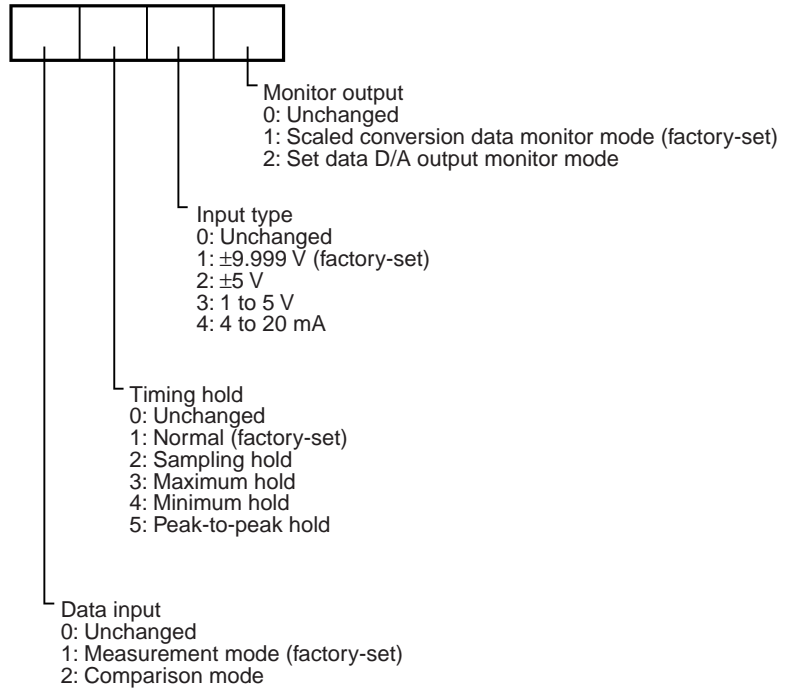 Monitor output
0: Unchanged
1: Scaled conversion data monitor mode (factory-set)
2: Set data D/A output monitor mode
Input type
0: Unchanged
1: ±9.999 V (factory-set)
2: ±5 V
3: 1 to 5 V
4: 4 to 20 mA
Timing hold
0: Unchanged
1: Normal (factory-set)
2: Sampling hold
3: Maximum hold
4: Minimum hold
5: Peak-to-peak hold
Data input
0: Unchanged
1: Measurement mode (factory-set)
2: Comparison mode